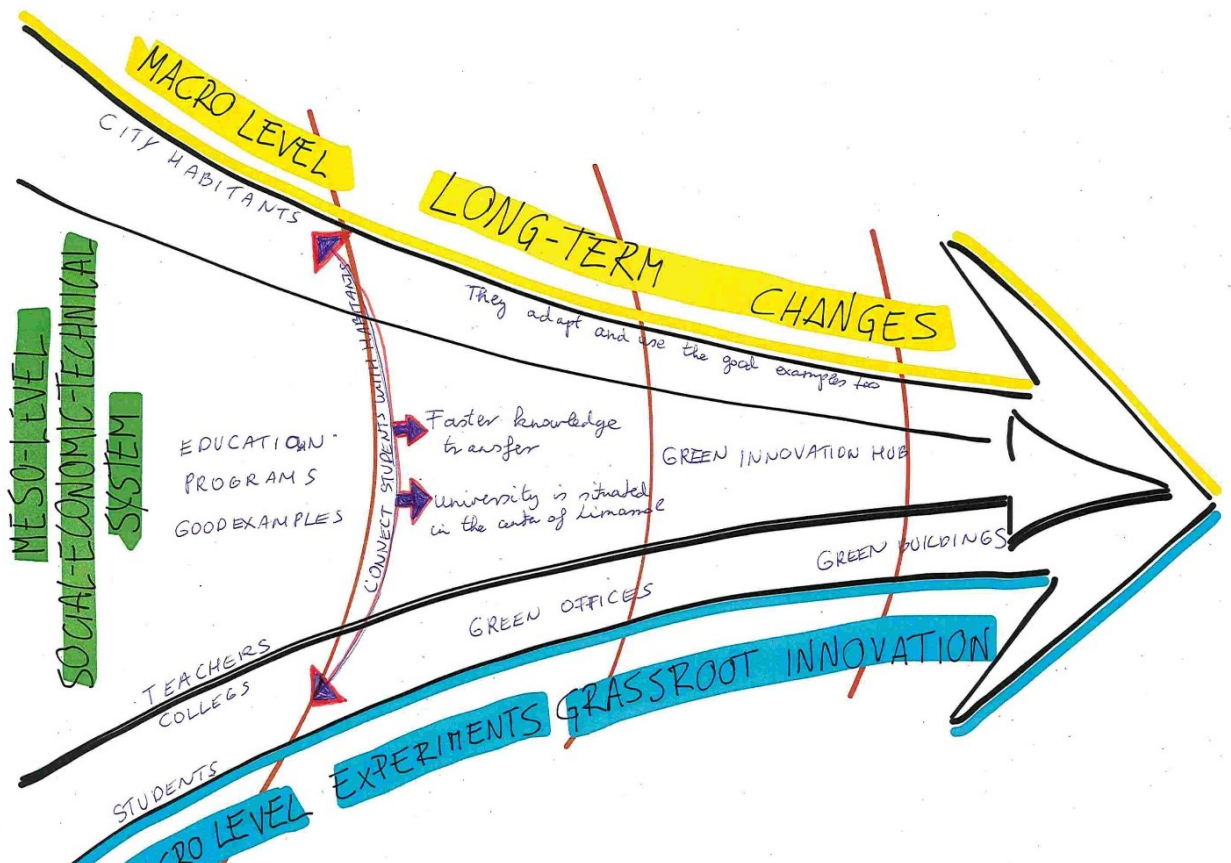 MACRO LEVEL
CITY HABITANTS
LONG-TERM
CHANGES
They adapt and use the good examples too
MESO-LEVEL
SOCIAL-ECONOMIC-TECHNICAL
SYSTEM
EDUCATION
PROGRAMS
GOOD EXAMPLES
CONNECT STUDENTS WITH HABITANTS
Faster knowledge
transfer
University is situated
in the center of Limassol
GREEN INNOVATION HUB
GREEN BUILDINGS
GREEN OFFICES
TEACHERS
COLLEGS
STUDENTS
CRO LEVEL EXPERIMENTS GRASSROOT INNOVATION